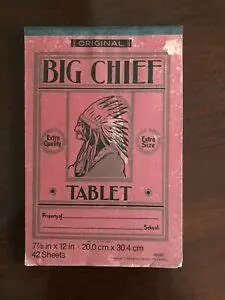 ORIGINAL
BIG CHIEF
Extra Quality
Extra Size
TABLET
Property of
School
7⅞ in x 12 in · 20.0 cm x 30.4 cm
42 Sheets